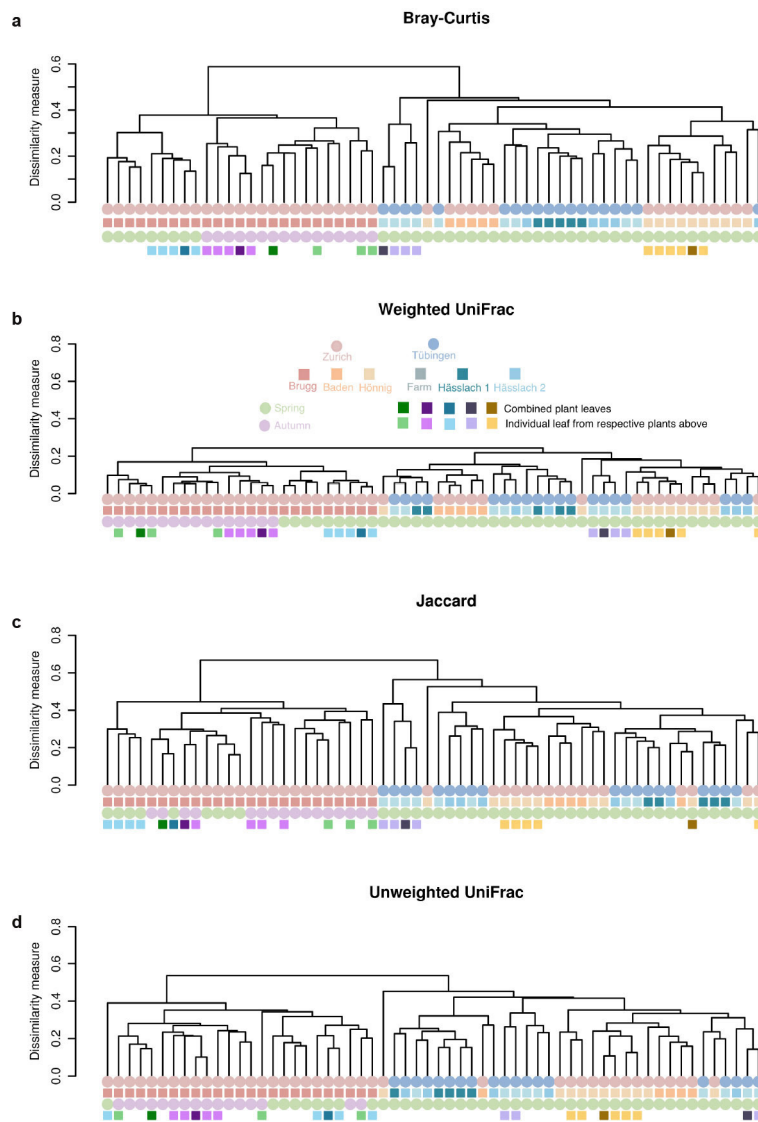 a
Bray-Curtis
Dissimilarity measure
0.6
0.4
0.2
0.0
b
Weighted UniFrac
Dissimilarity measure
0.8
0.6
0.4
0.2
0.0
Zurich Tübingen
Brugg Baden Hönnig Farm Hässlach 1 Hässlach 2
Spring Combined plant leaves
Autumn Individual leaf from respective plants above
c
Jaccard
Dissimilarity measure
0.8
0.6
0.4
0.2
0.0
d
Unweighted UniFrac
Dissimilarity measure
0.8
0.6
0.4
0.2
0.0